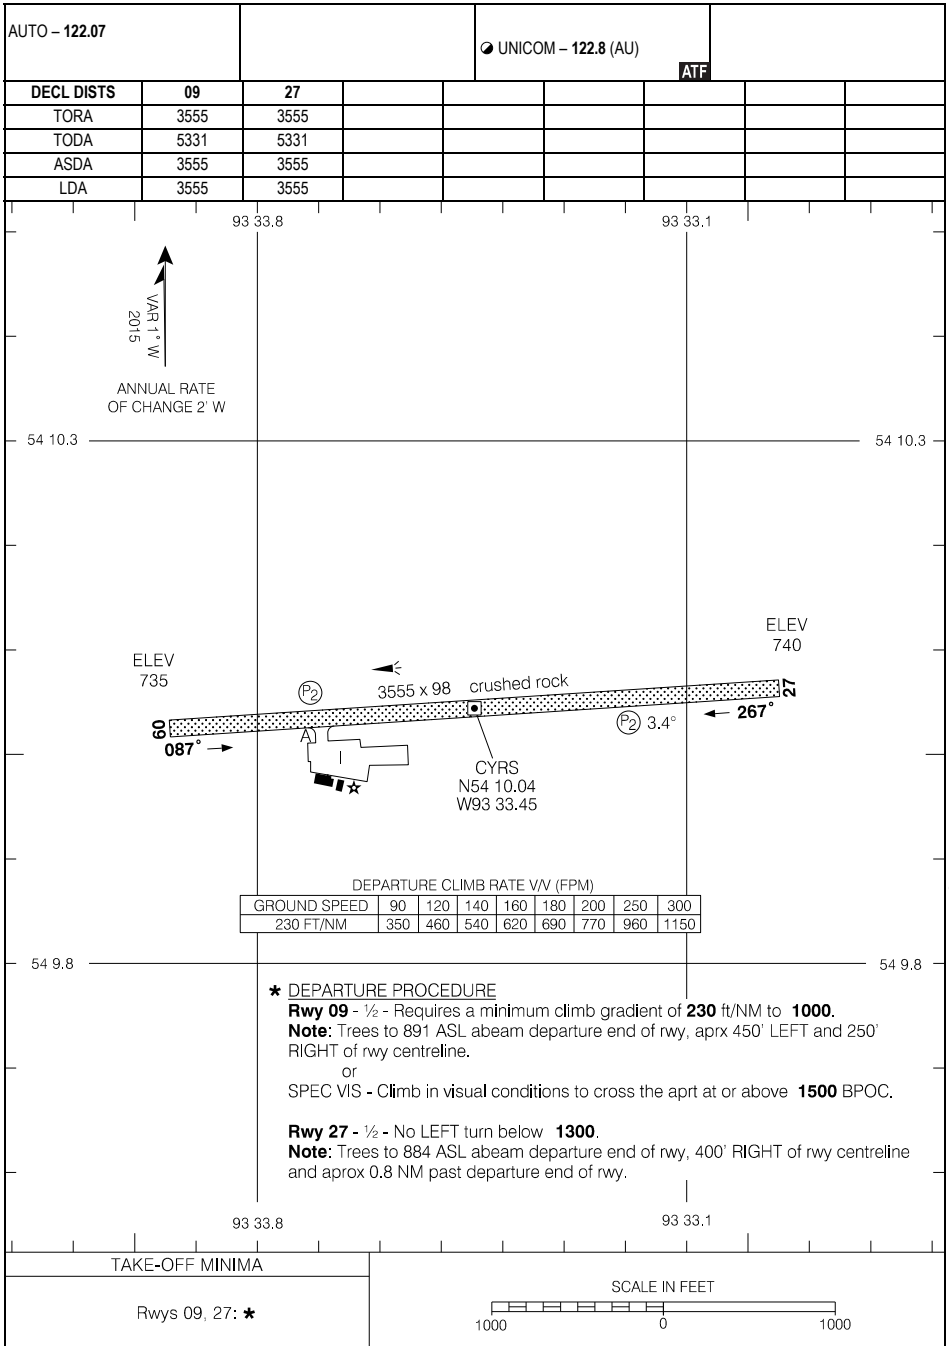 AUTO – 122.07
UNICOM – 122.8 (AU)
ATF
DECL DISTS 09 27
TORA 3555 3555
TODA 5331 5331
ASDA 3555 3555
LDA 3555 3555
93 33.8 93 33.1
VAR 1° W
2015
ANNUAL RATE
OF CHANGE 2' W
54 10.3 54 10.3
ELEV
740
ELEV
735
P2 3555 x 98 crushed rock
27
09
P2 3.4° 267°
087°
A
I
CYRS
N54 10.04
W93 33.45
DEPARTURE CLIMB RATE V/V (FPM)
GROUND SPEED 90 120 140 160 180 200 250 300
230 FT/NM 350 460 540 620 690 770 960 1150
54 9.8 54 9.8
* DEPARTURE PROCEDURE
Rwy 09 - ½ - Requires a minimum climb gradient of 230 ft/NM to 1000.
Note: Trees to 891 ASL abeam departure end of rwy, aprx 450' LEFT and 250'
RIGHT of rwy centreline.
or
SPEC VIS - Climb in visual conditions to cross the aprt at or above 1500 BPOC.
Rwy 27 - ½ - No LEFT turn below 1300.
Note: Trees to 884 ASL abeam departure end of rwy, 400' RIGHT of rwy centreline
and aprox 0.8 NM past departure end of rwy.
93 33.8 93 33.1
TAKE-OFF MINIMA
Rwys 09, 27: *
SCALE IN FEET
1000 0 1000